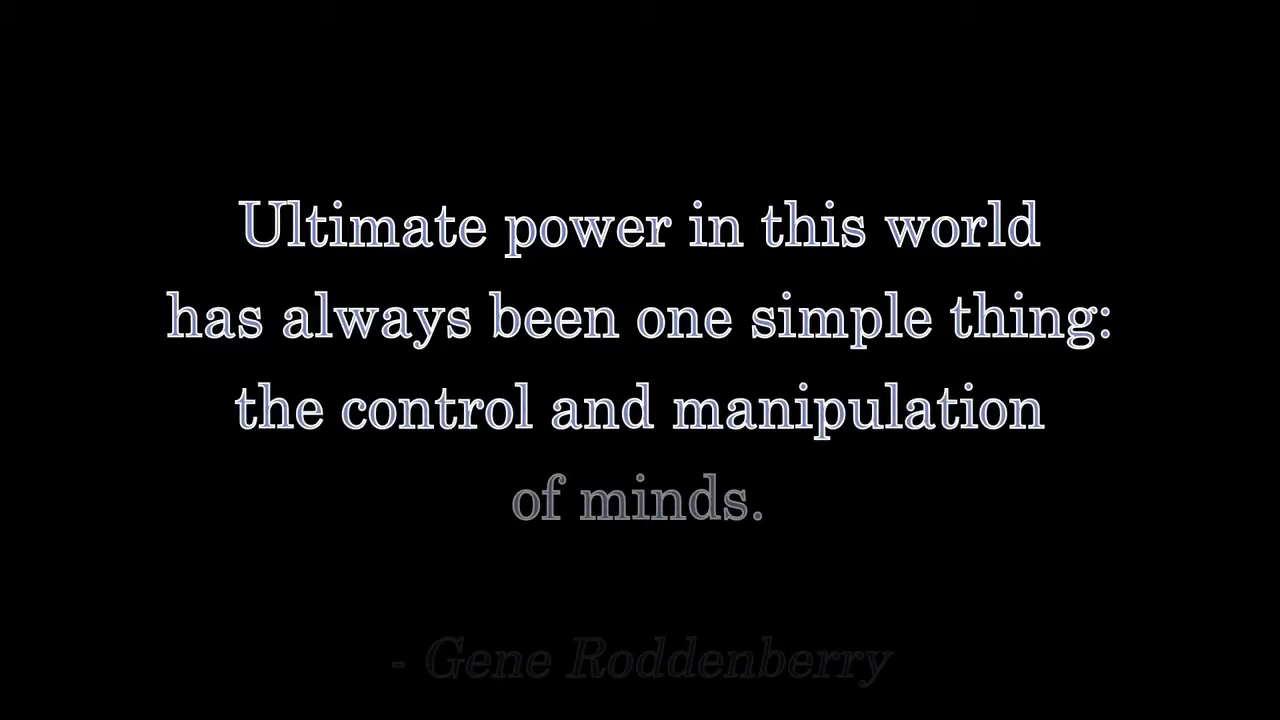 Ultimate power in this world
has always been one simple thing:
the control and manipulation
of minds.
- Gene Roddenberry